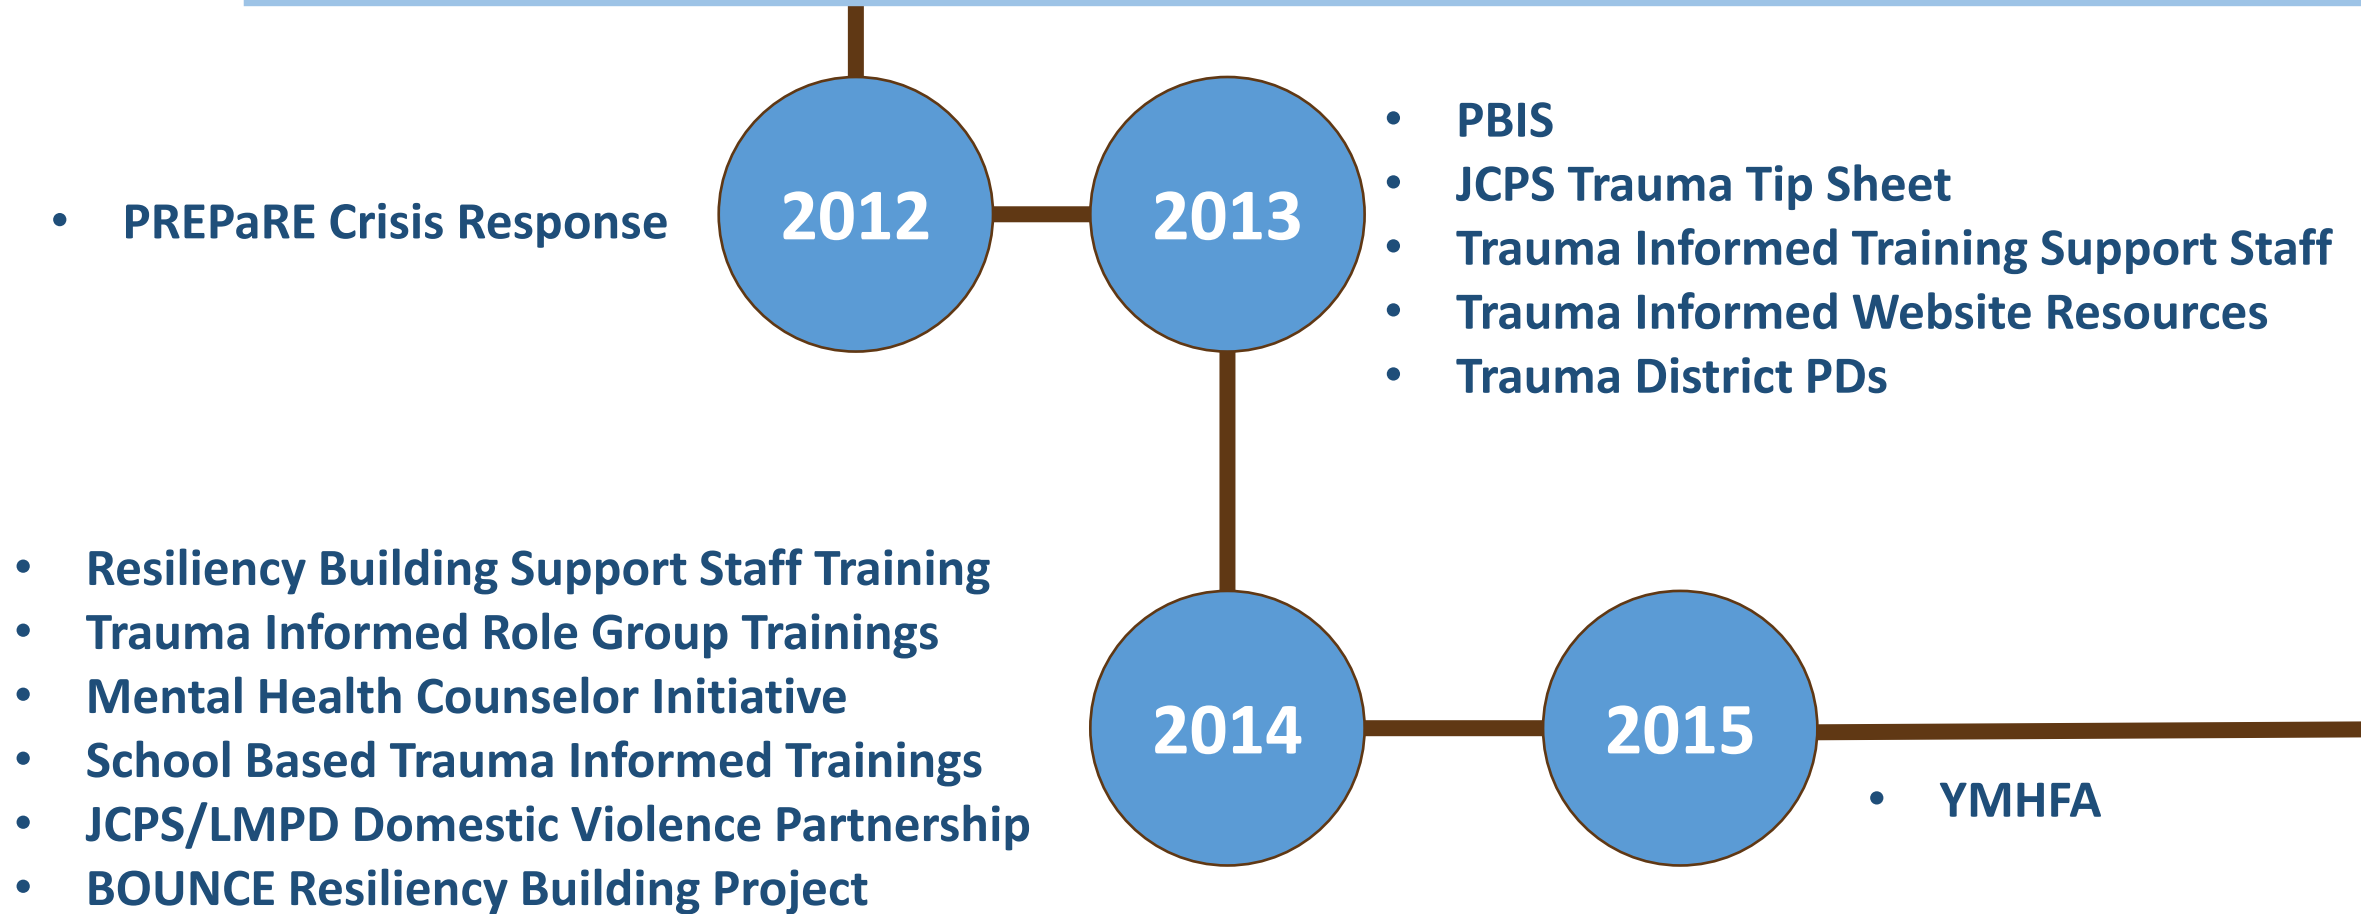 • PREPaRE Crisis Response
2012
2013
• PBIS
• JCPS Trauma Tip Sheet
• Trauma Informed Training Support Staff
• Trauma Informed Website Resources
• Trauma District PDs
• Resiliency Building Support Staff Training
• Trauma Informed Role Group Trainings
• Mental Health Counselor Initiative
• School Based Trauma Informed Trainings
• JCPS/LMPD Domestic Violence Partnership
• BOUNCE Resiliency Building Project
2014
2015
• YMHFA